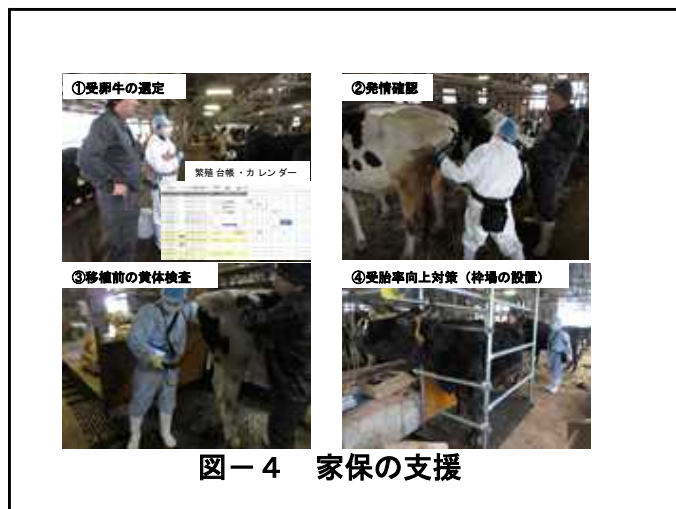 ①受卵牛の選定
②発情確認
繁殖台帳・カレンダー
③移植前の黄体検査
④受胎率向上対策（枠場の設置）
図－４　家保の支援